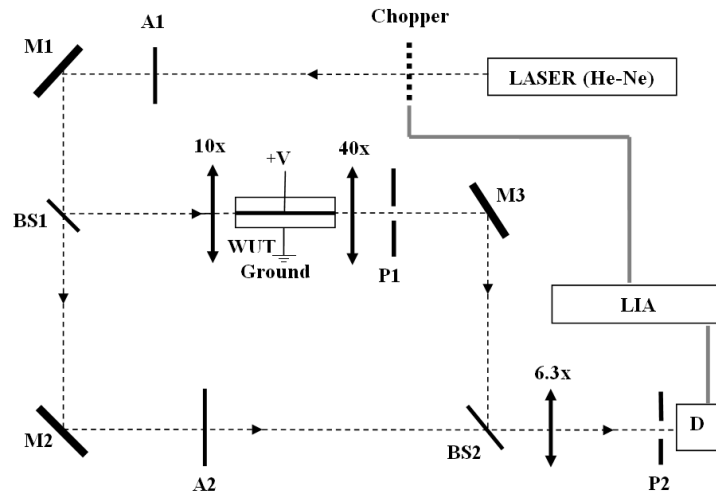 Chopper
A1
M1
LASER (He-Ne)
10x
+V
40x
M3
BS1
WUT
Ground
P1
LIA
6.3x
M2
A2
BS2
D
P2